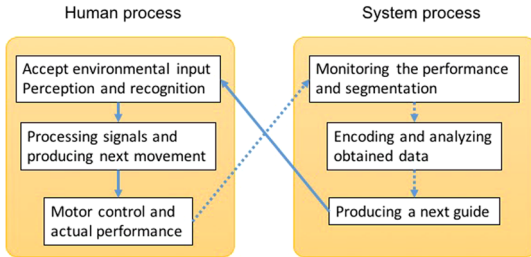 Human process
Accept environmental input
Perception and recognition
Processing signals and
producing next movement
Motor control and
actual performance
System process
Monitoring the performance
and segmentation
Encoding and analyzing
obtained data
Producing a next guide